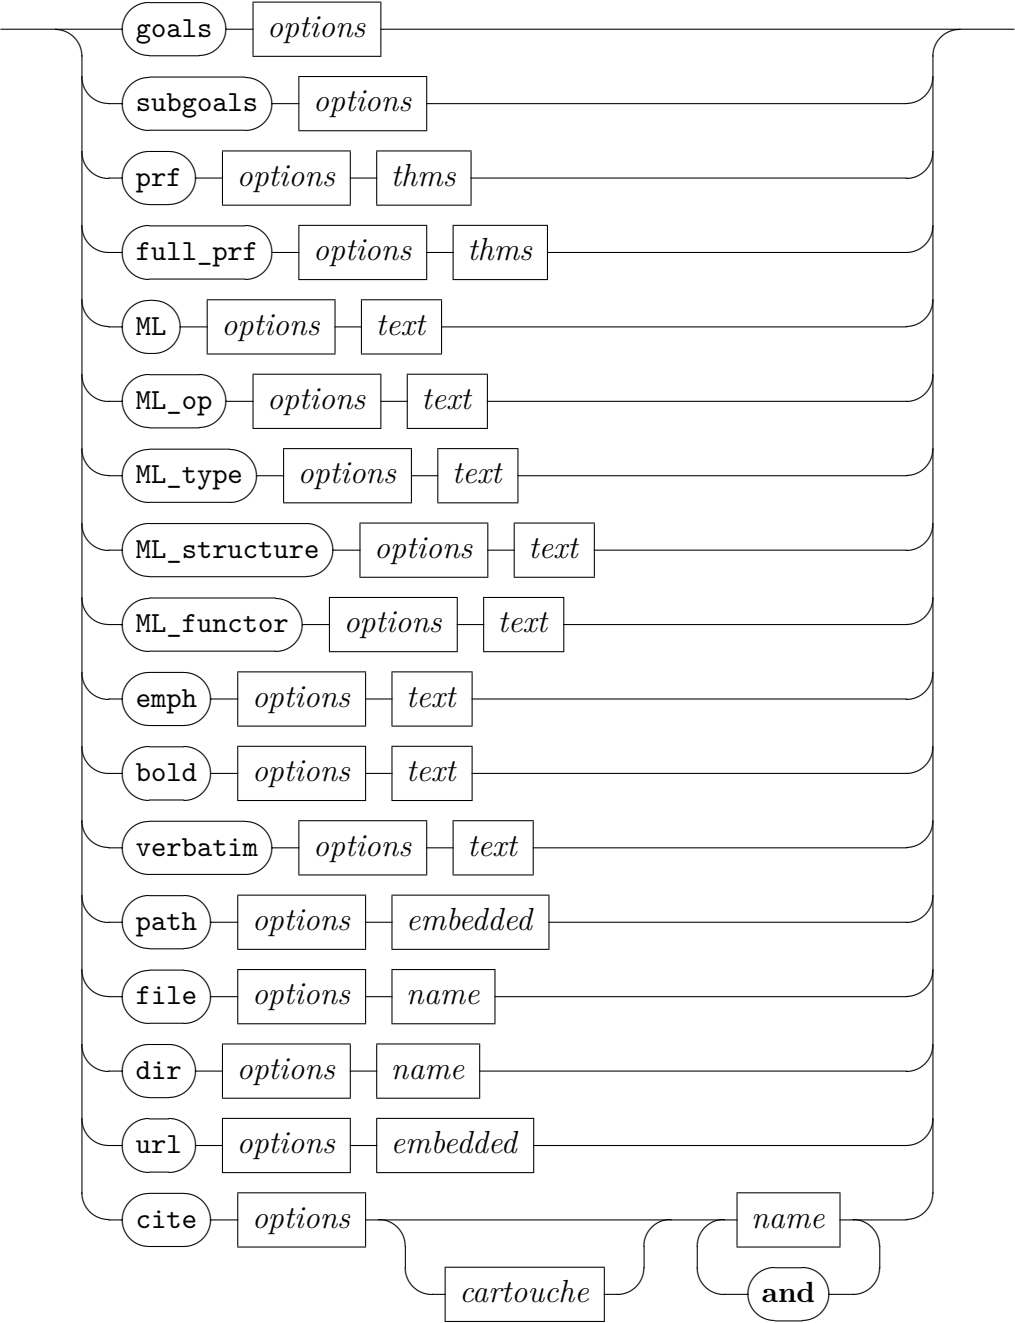 goals options
subgoals options
prf options thms
full_prf options thms
ML options text
ML_op options text
ML_type options text
ML_structure options text
ML_functor options text
emph options text
bold options text
verbatim options text
path options embedded
file options name
dir options name
url options embedded
cite options name
cartouche and